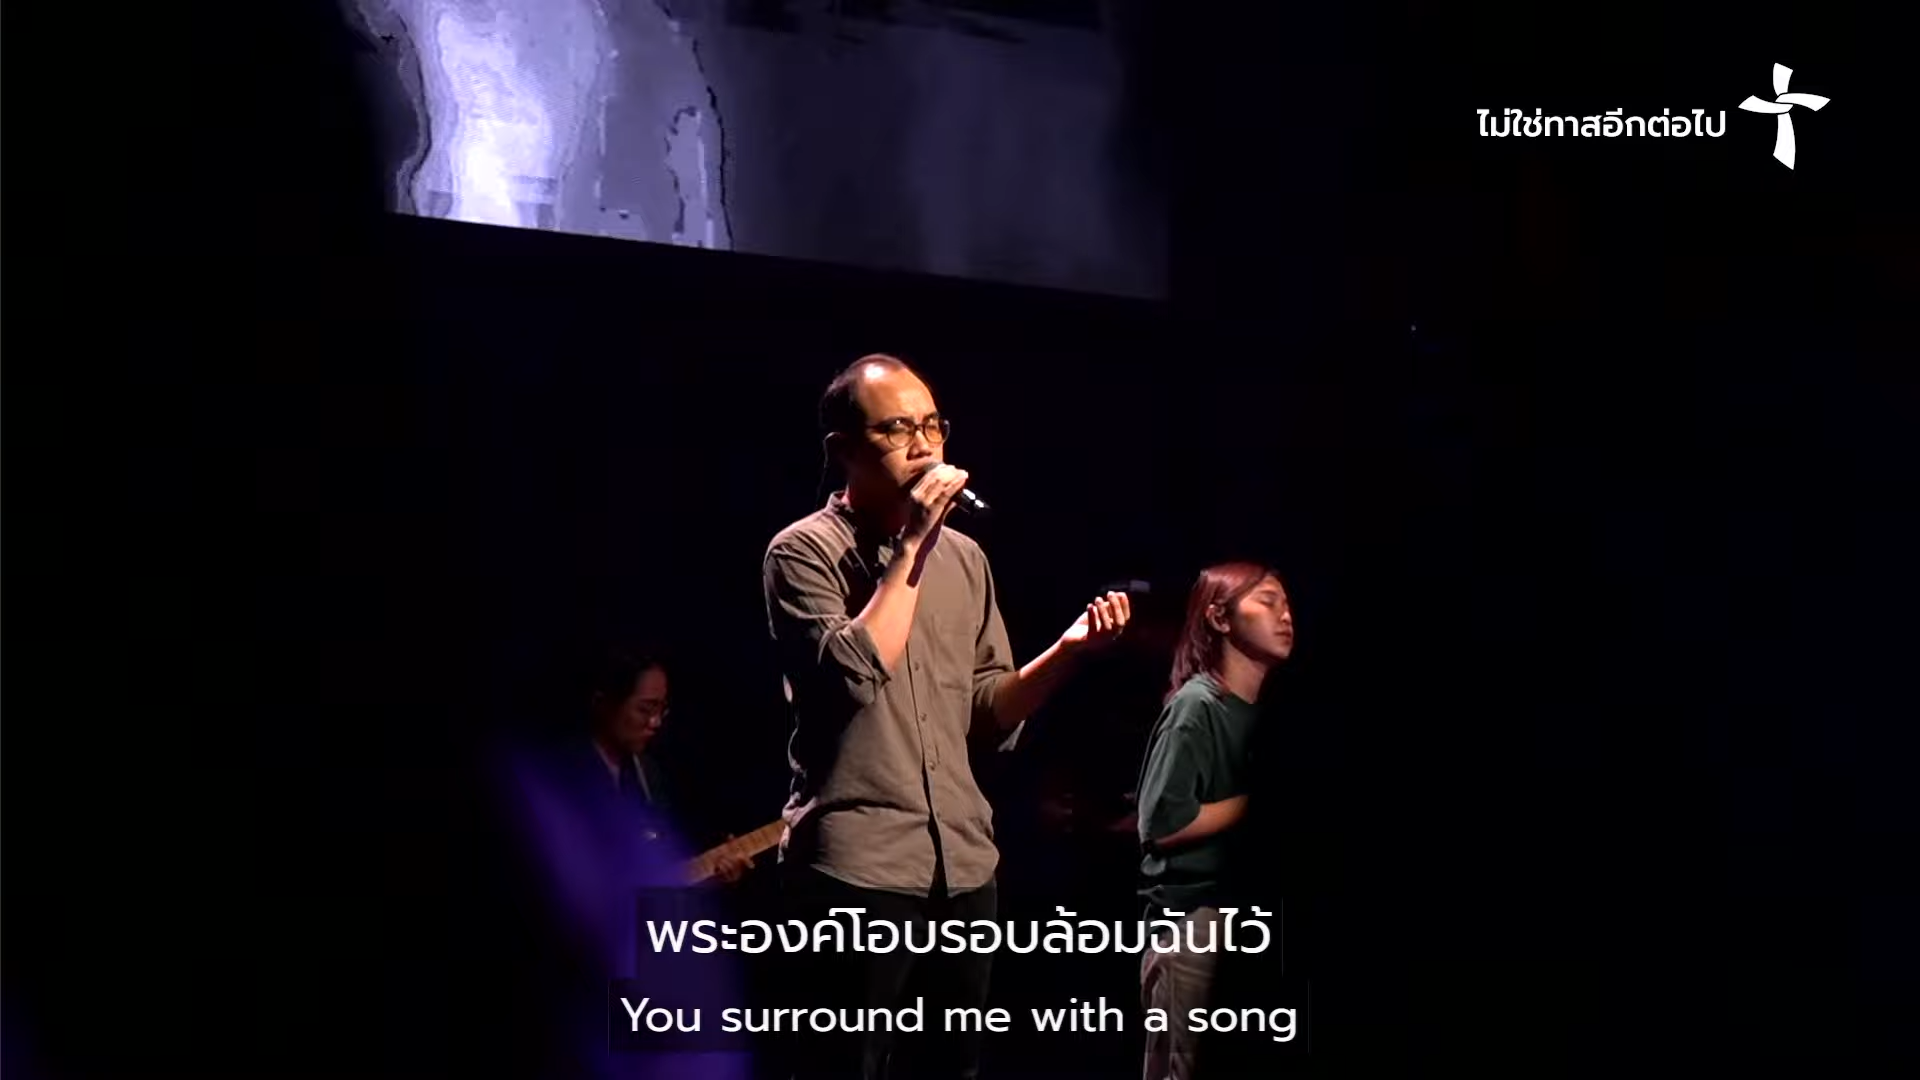 ไม่ใช่ทาสอีกต่อไป
พระองค์โอบรอบล้อมฉันไว้
You surround me with a song